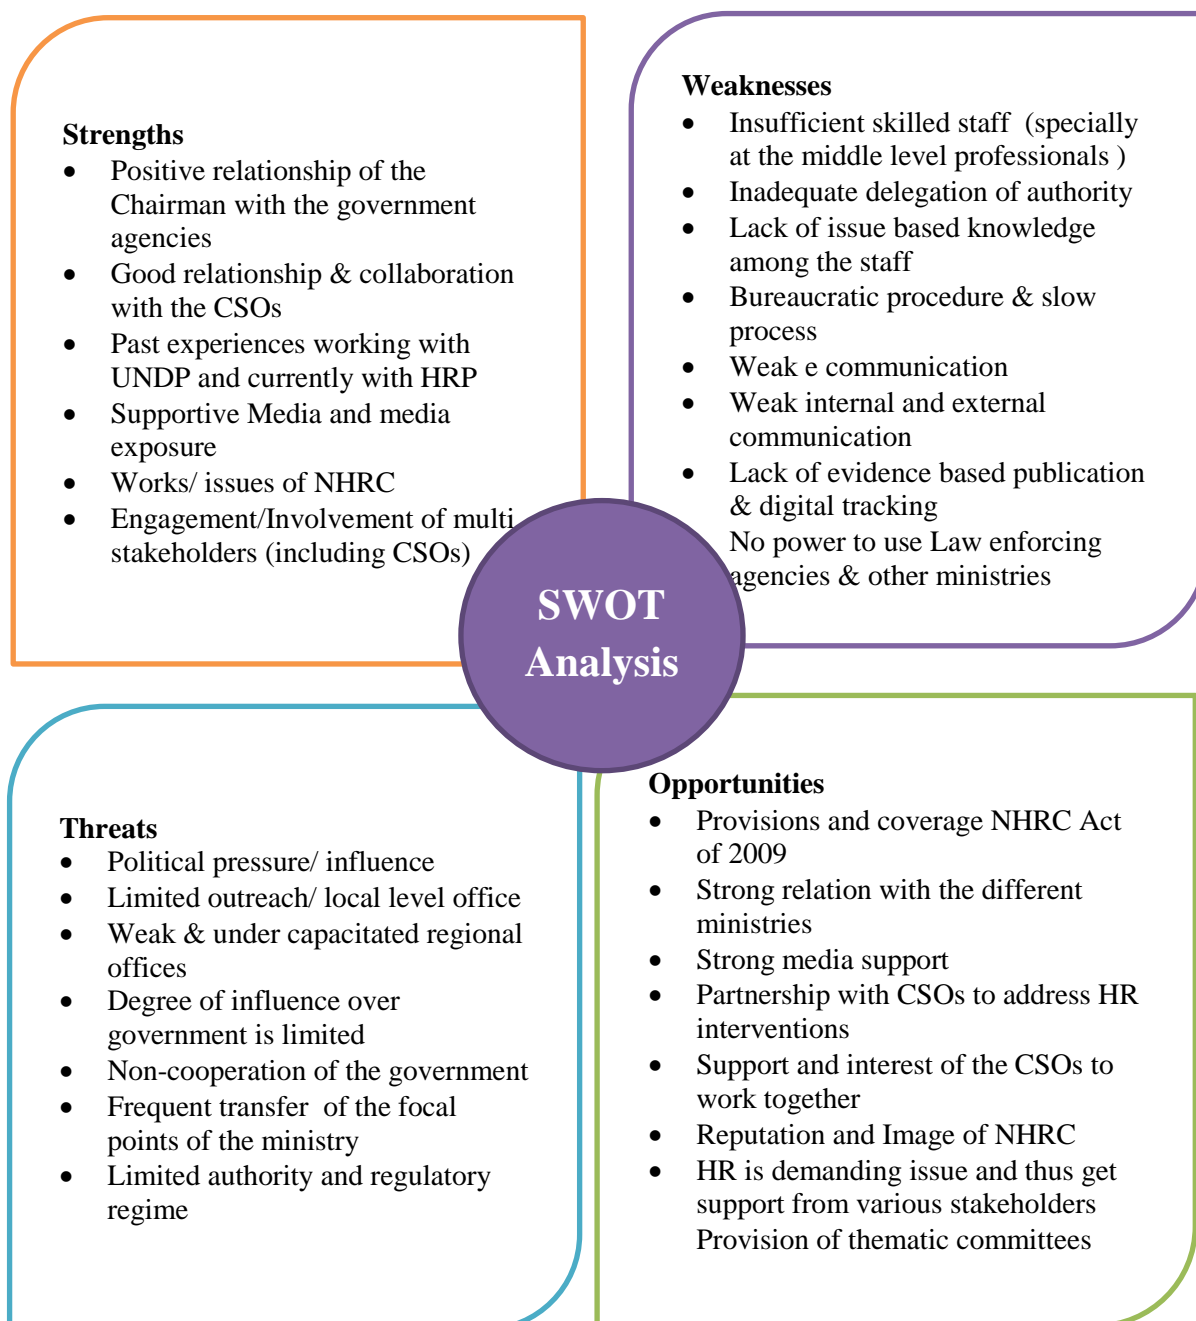 Strengths
• Positive relationship of the
Chairman with the government
agencies
• Good relationship & collaboration
with the CSOs
• Past experiences working with
UNDP and currently with HRP
• Supportive Media and media
exposure
• Works/ issues of NHRC
• Engagement/Involvement of multi
stakeholders (including CSOs)
Weaknesses
• Insufficient skilled staff (specially
at the middle level professionals )
• Inadequate delegation of authority
• Lack of issue based knowledge
among the staff
• Bureaucratic procedure & slow
process
• Weak e communication
• Weak internal and external
communication
• Lack of evidence based publication
& digital tracking
No power to use Law enforcing
agencies & other ministries
SWOT
Analysis
Threats
• Political pressure/ influence
• Limited outreach/ local level office
• Weak & under capacitated regional
offices
• Degree of influence over
government is limited
• Non-cooperation of the government
• Frequent transfer of the focal
points of the ministry
• Limited authority and regulatory
regime
Opportunities
• Provisions and coverage NHRC Act
of 2009
• Strong relation with the different
ministries
• Strong media support
• Partnership with CSOs to address HR
interventions
• Support and interest of the CSOs to
work together
• Reputation and Image of NHRC
• HR is demanding issue and thus get
support from various stakeholders
Provision of thematic committees